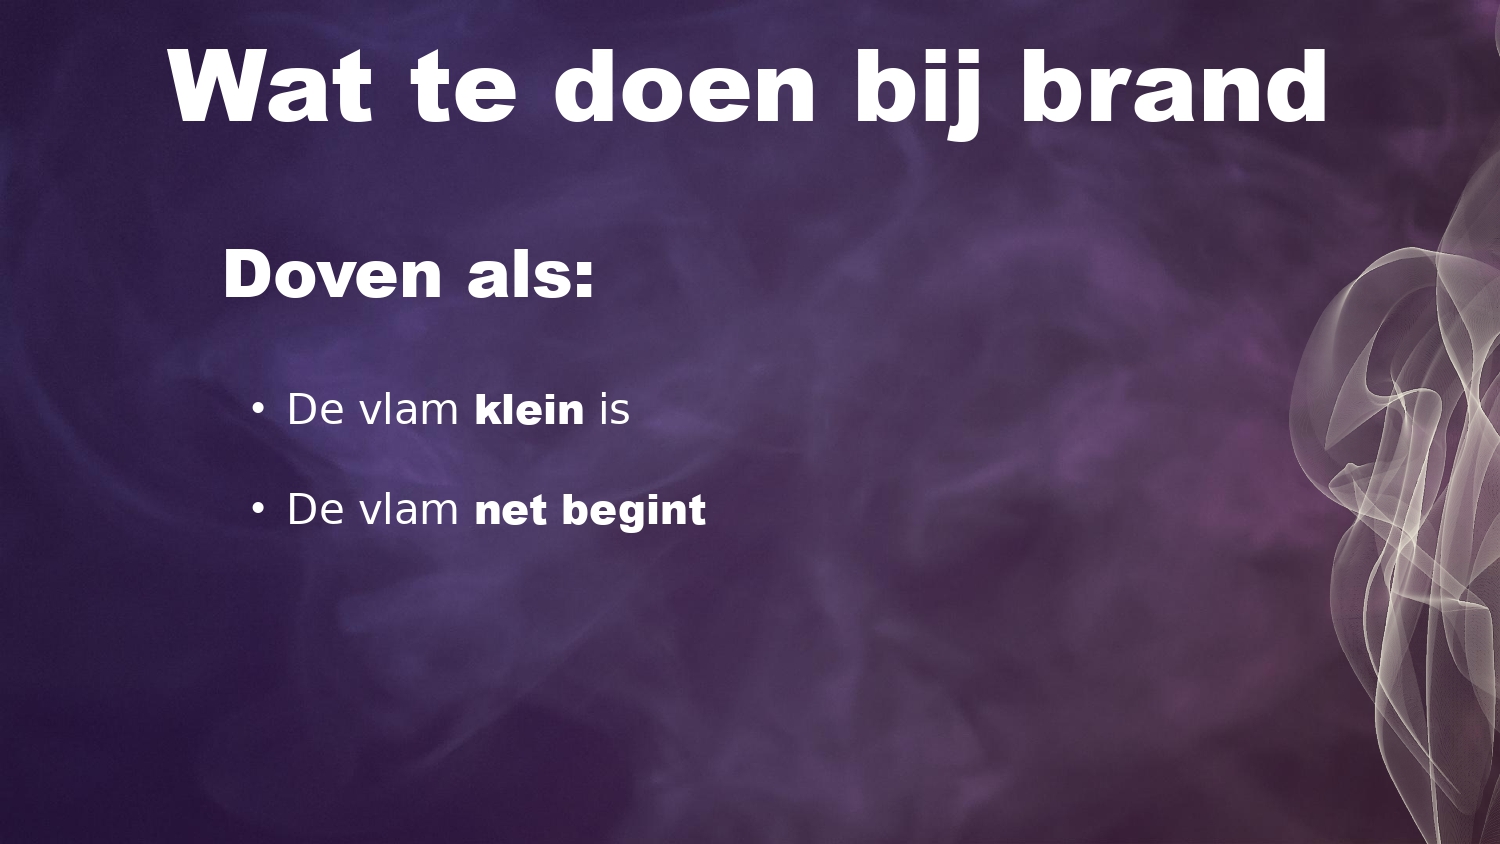 Wat te doen bij brand
Doven als:
• De vlam klein is
• De vlam net begint